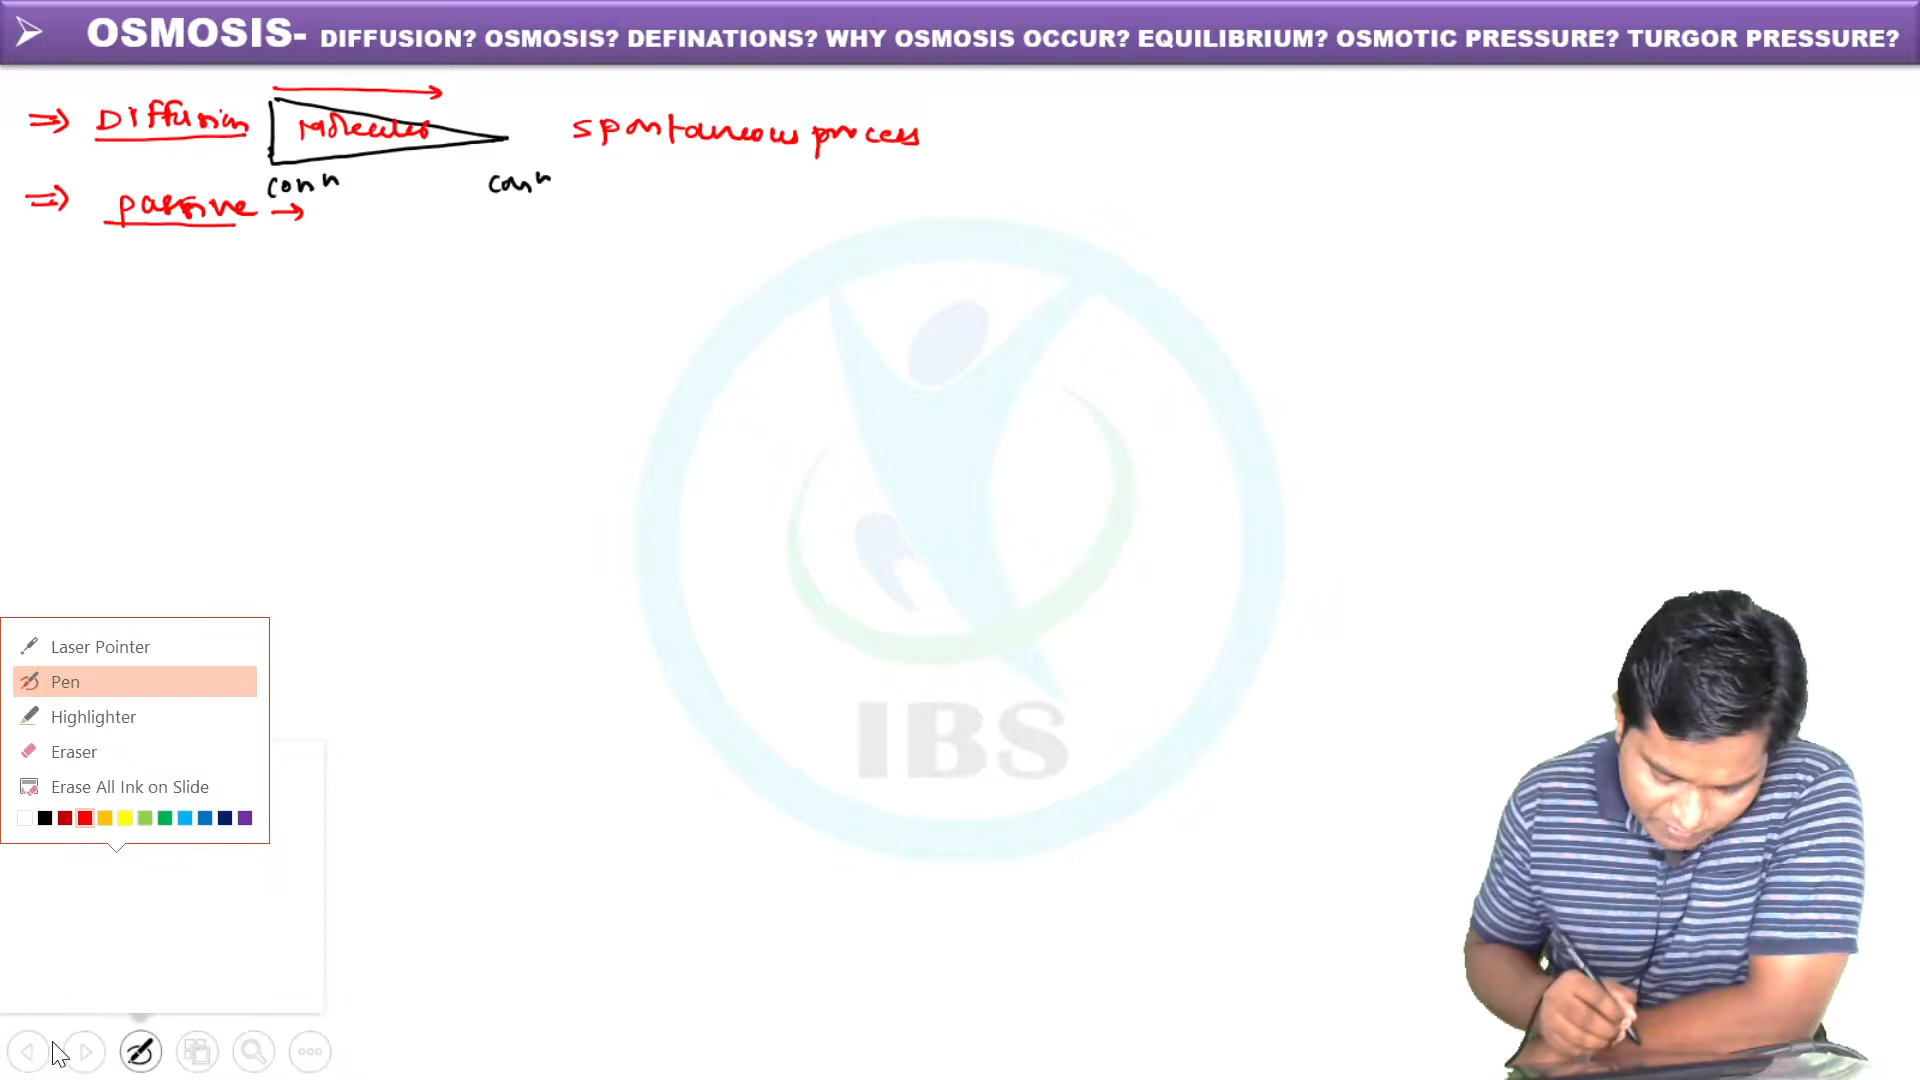 OSMOSIS- DIFFUSION? OSMOSIS? DEFINATIONS? WHY OSMOSIS OCCUR? EQUILIBRIUM? OSMOTIC PRESSURE? TURGOR PRESSURE?
⇒ Diffusion Molecules spontaneous process
conn conn
⇒ passive →
Laser Pointer
Pen
Highlighter
Eraser
Erase All Ink on Slide
IBS